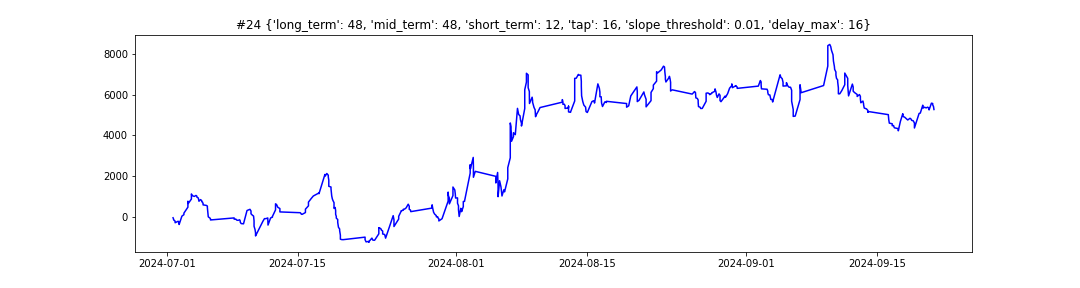 #24 {'long_term': 48, 'mid_term': 48, 'short_term': 12, 'tap': 16, 'slope_threshold': 0.01, 'delay_max': 16}
8000
6000
4000
2000
0
2024-07-01 2024-07-15 2024-08-01 2024-08-15 2024-09-01 2024-09-15